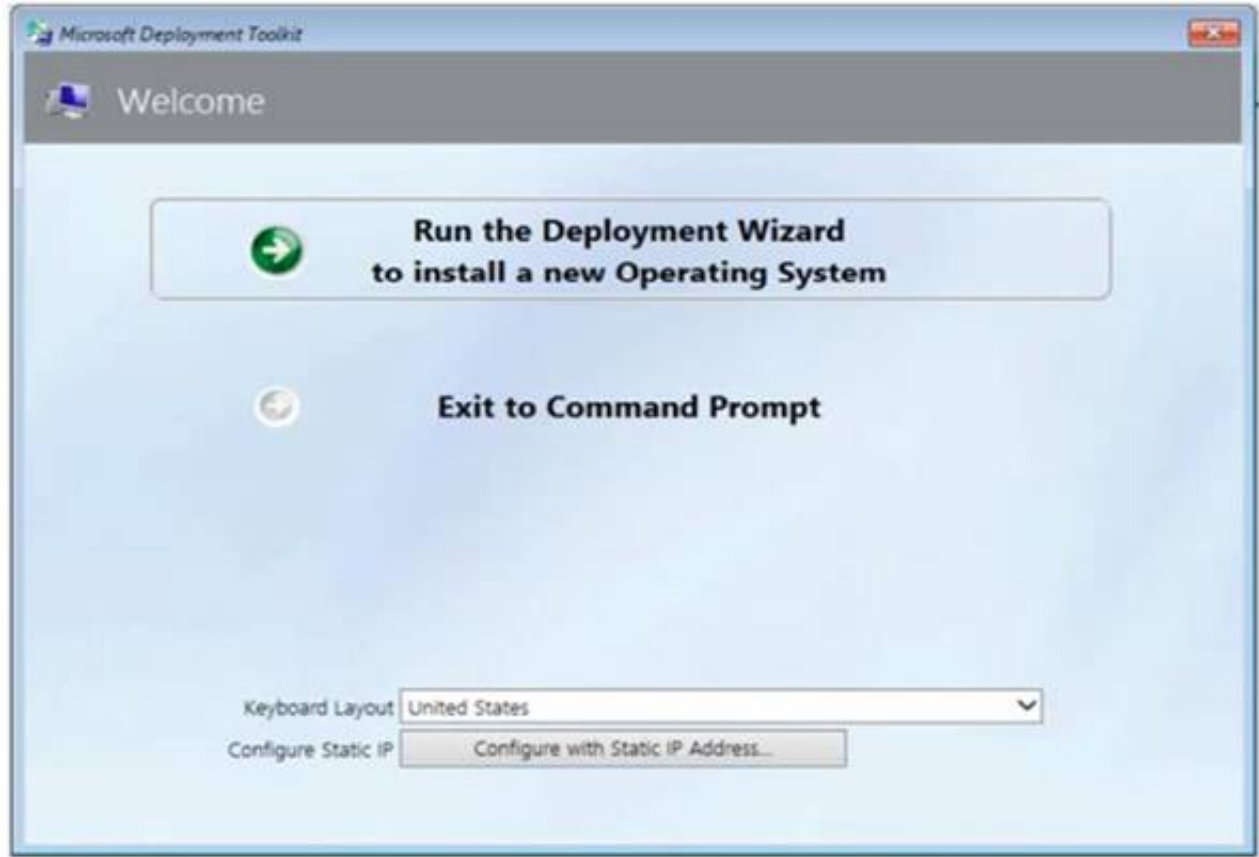 Microsoft Deployment Toolkit
Welcome
Run the Deployment Wizard
to install a new Operating System
Exit to Command Prompt
Keyboard Layout United States
Configure Static IP Configure with Static IP Address...